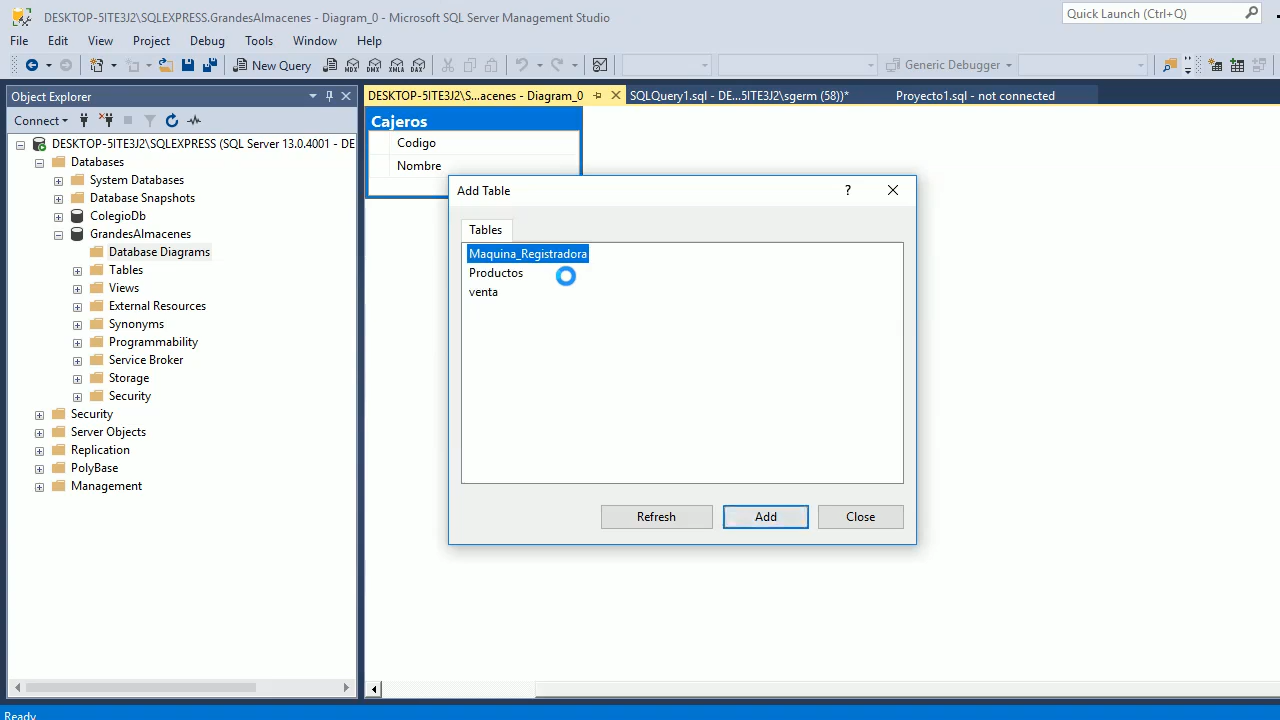 DESKTOP-5ITE3J2\SQLEXPRESS.GrandesAlmacenes - Diagram_0 - Microsoft SQL Server Management Studio
Quick Launch (Ctrl+Q)
File Edit View Project Debug Tools Window Help
New Query MDX DMX XMLA DAX Generic Debugger
Object Explorer
DESKTOP-5ITE3J2\S...acenes - Diagram_0
SQLQuery1.sql - DE...5ITE3J2\sgerm (58))*
Proyecto1.sql - not connected
Connect
DESKTOP-5ITE3J2\SQLEXPRESS (SQL Server 13.0.4001 - DE
Databases
System Databases
Database Snapshots
ColegioDb
GrandesAlmacenes
Database Diagrams
Tables
Views
External Resources
Synonyms
Programmability
Service Broker
Storage
Security
Security
Server Objects
Replication
PolyBase
Management
Cajeros
Codigo
Nombre
Add Table
?
Tables
Maquina_Registradora
Productos
venta
Refresh Add Close
Ready